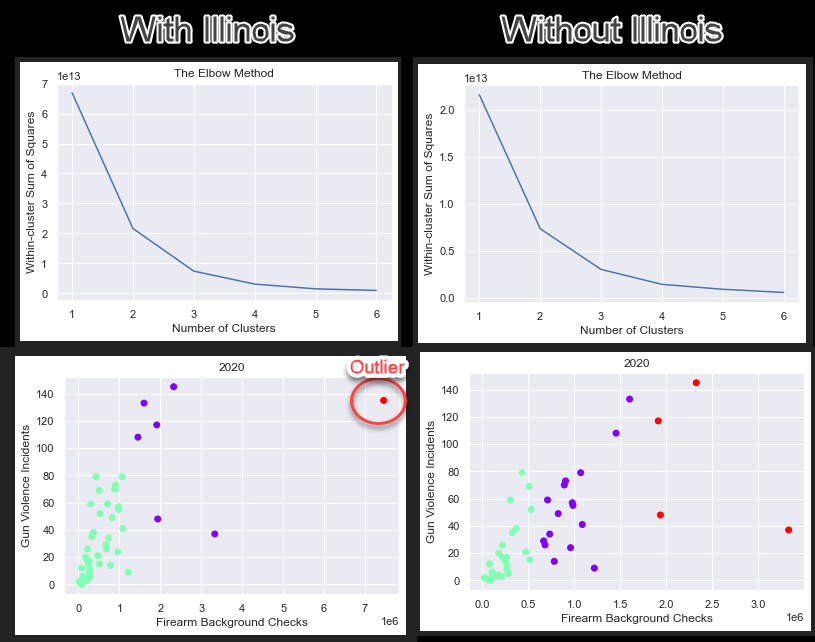 With Illinois
Without Illinois
The Elbow Method
1e13
7
6
5
4
3
2
1
0
Within-cluster Sum of Squares
1 2 3 4 5 6
Number of Clusters
The Elbow Method
1e13
2.0
1.5
1.0
0.5
0.0
Within-cluster Sum of Squares
1 2 3 4 5 6
Number of Clusters
2020
Outlier
140
120
100
80
60
40
20
0
Gun Violence Incidents
0 1 2 3 4 5 6 7
Firearm Background Checks
1e6
2020
140
120
100
80
60
40
20
0
Gun Violence Incidents
0.0 0.5 1.0 1.5 2.0 2.5 3.0
Firearm Background Checks
1e6